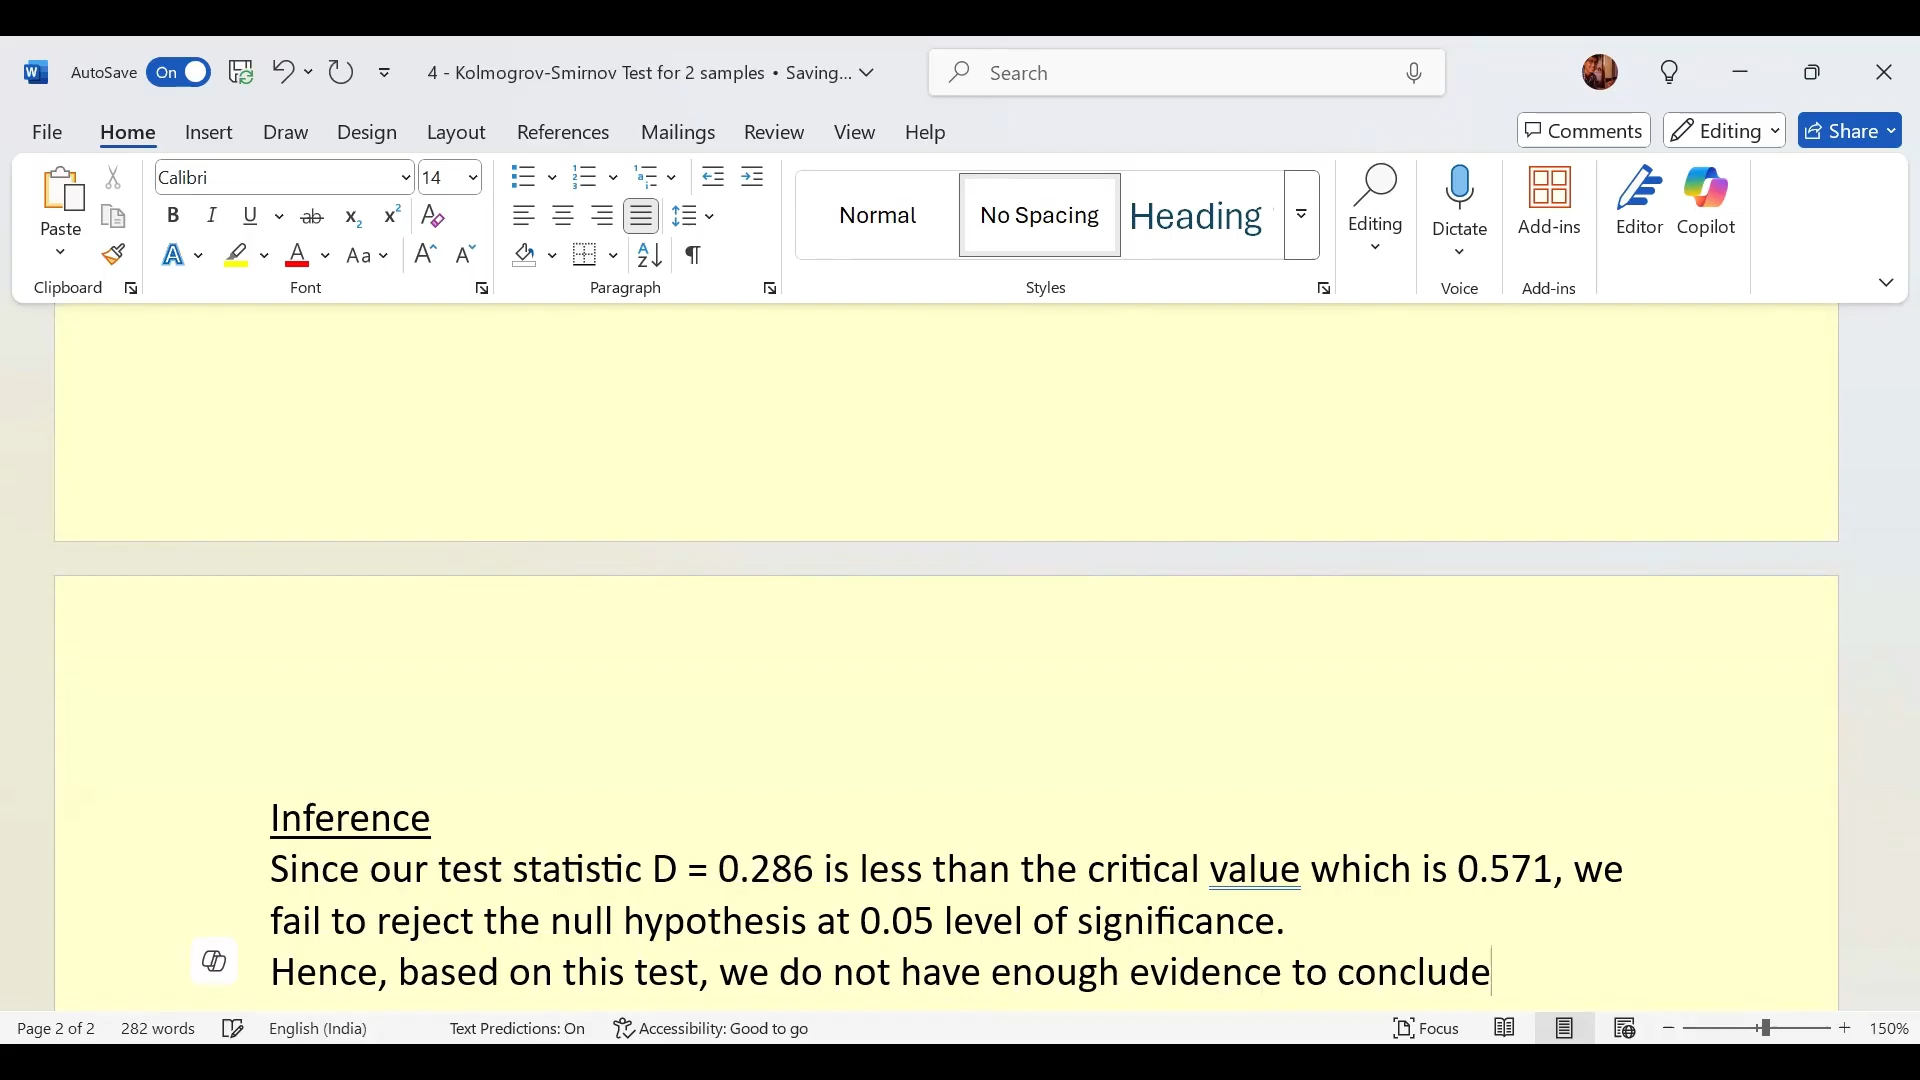 AutoSave On 4 - Kolmogrov-Smirnov Test for 2 samples • Saving... Search
File Home Insert Draw Design Layout References Mailings Review View Help Comments Editing Share
Calibri 14
Paste
B I U ab x₂ x²
A A Aa A A
Normal No Spacing Heading
Editing Dictate Add-ins Editor Copilot
Clipboard Font Paragraph Styles Voice Add-ins
Inference
Since our test statistic D = 0.286 is less than the critical value which is 0.571, we
fail to reject the null hypothesis at 0.05 level of significance.
Hence, based on this test, we do not have enough evidence to conclude
Page 2 of 2 282 words English (India) Text Predictions: On Accessibility: Good to go Focus 150%